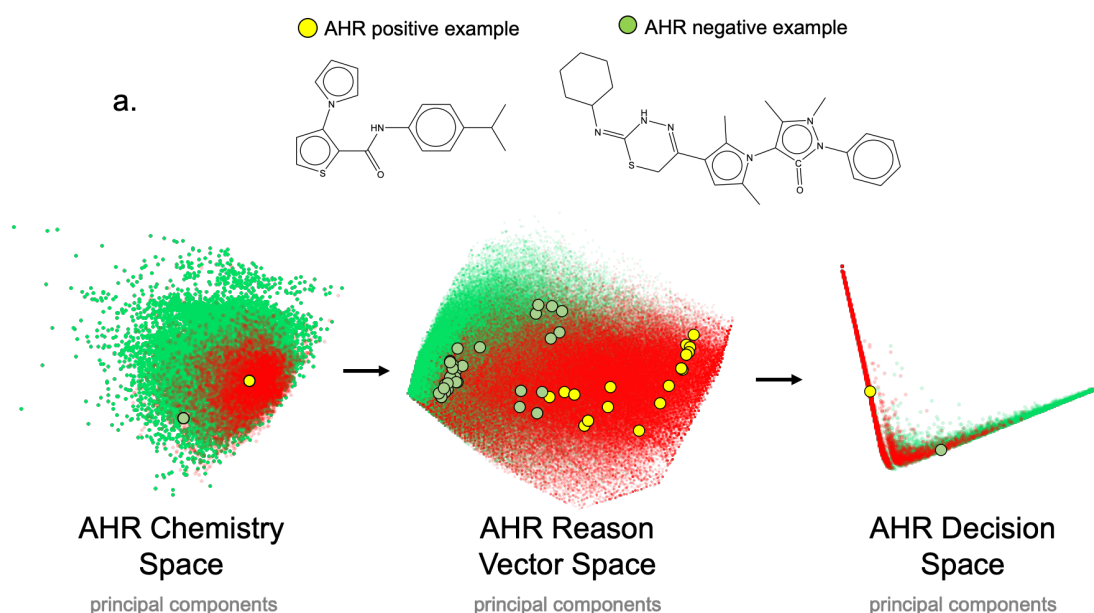 AHR positive example
AHR negative example
a.
N
HN
S
O
N
H
N
N
S
N
N
N
C
O
AHR Chemistry
Space
AHR Reason
Vector Space
AHR Decision
Space
principal components
principal components
principal components